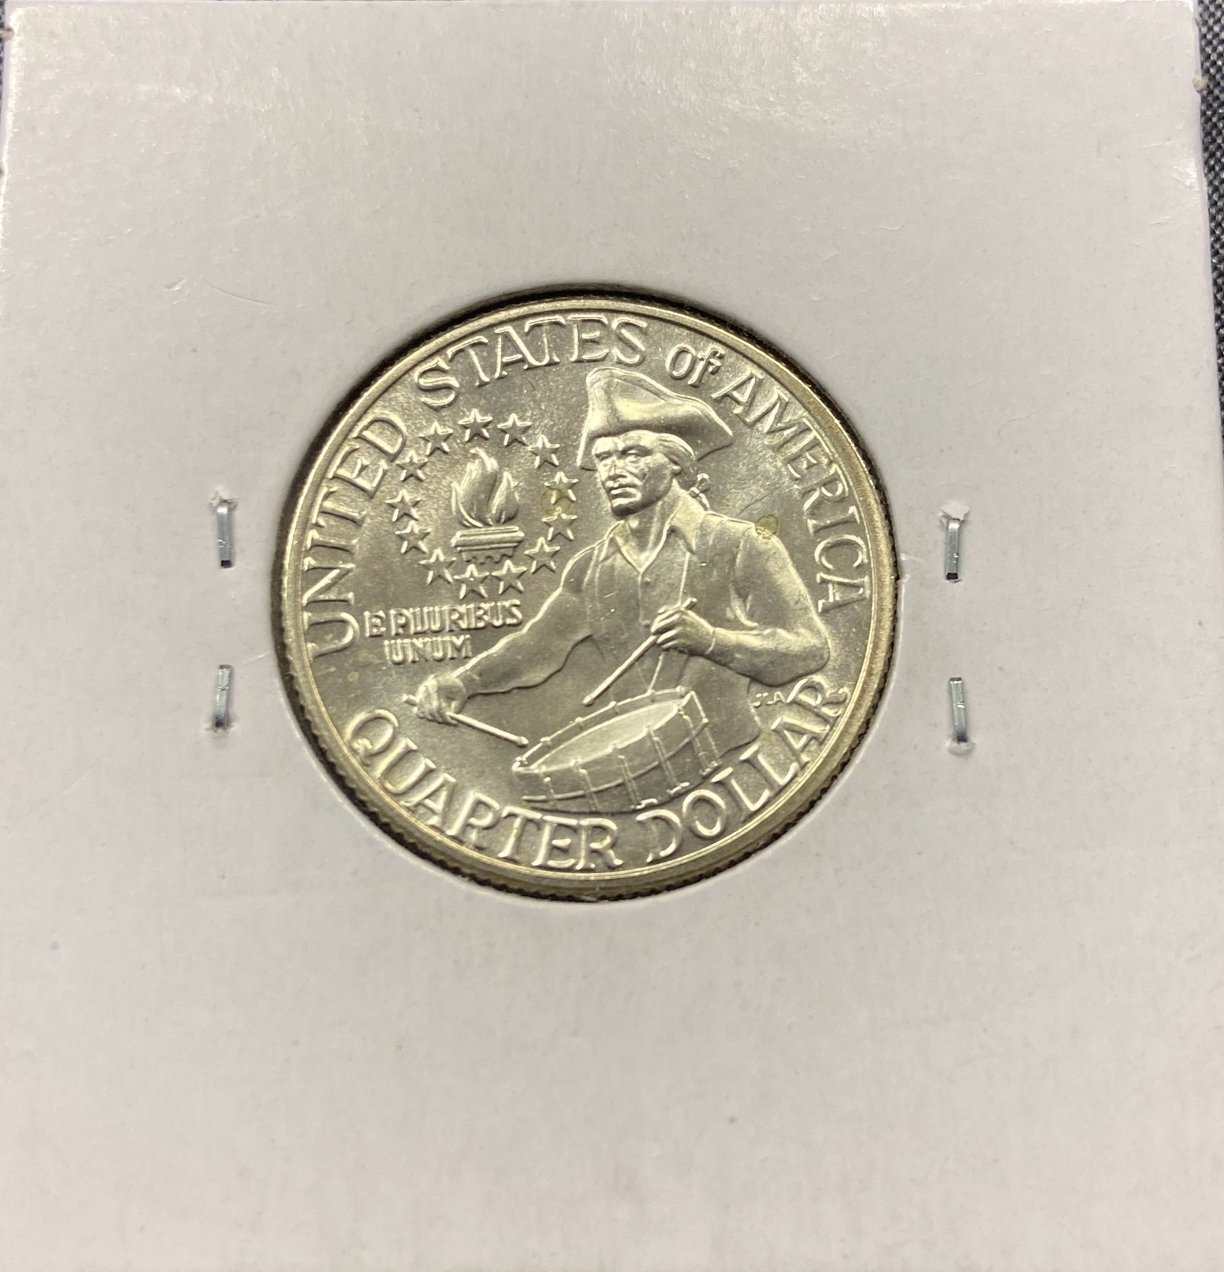 UNITED STATES of AMERICA
E PLURIBUS
UNUM
JLA
QUARTER DOLLAR